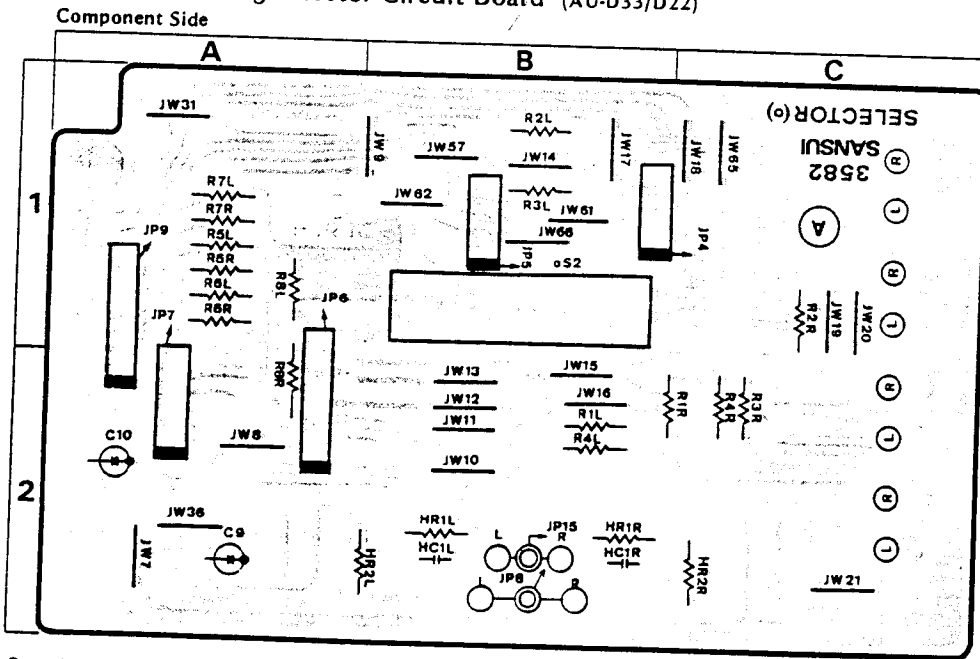 Circuit Board (AU-D33/D22)
Component Side
A
B
C
1
2
JW31
JW9
JW57
R2L
JW14
JW17
JW18
JW65
SELECTOR(o)
SANSUI
3582
A
R7L
R7R
R5L
R5R
R6L
R6R
JP9
JP7
R8L
JP6
R8R
JW62
R3L
JW61
JW66
JP5
S2
JP4
R2R
JW19
JW20
R
L
R
L
R
L
R
L
JW13
JW12
JW11
JW10
JW15
JW16
R1L
R4L
R1R
R4R
R3R
C10
JW8
JW36
JW7
C9
HR2L
HR1L
HC1L
L
JP15
R
JP8
L
R
HR1R
HC1R
HR2R
JW21